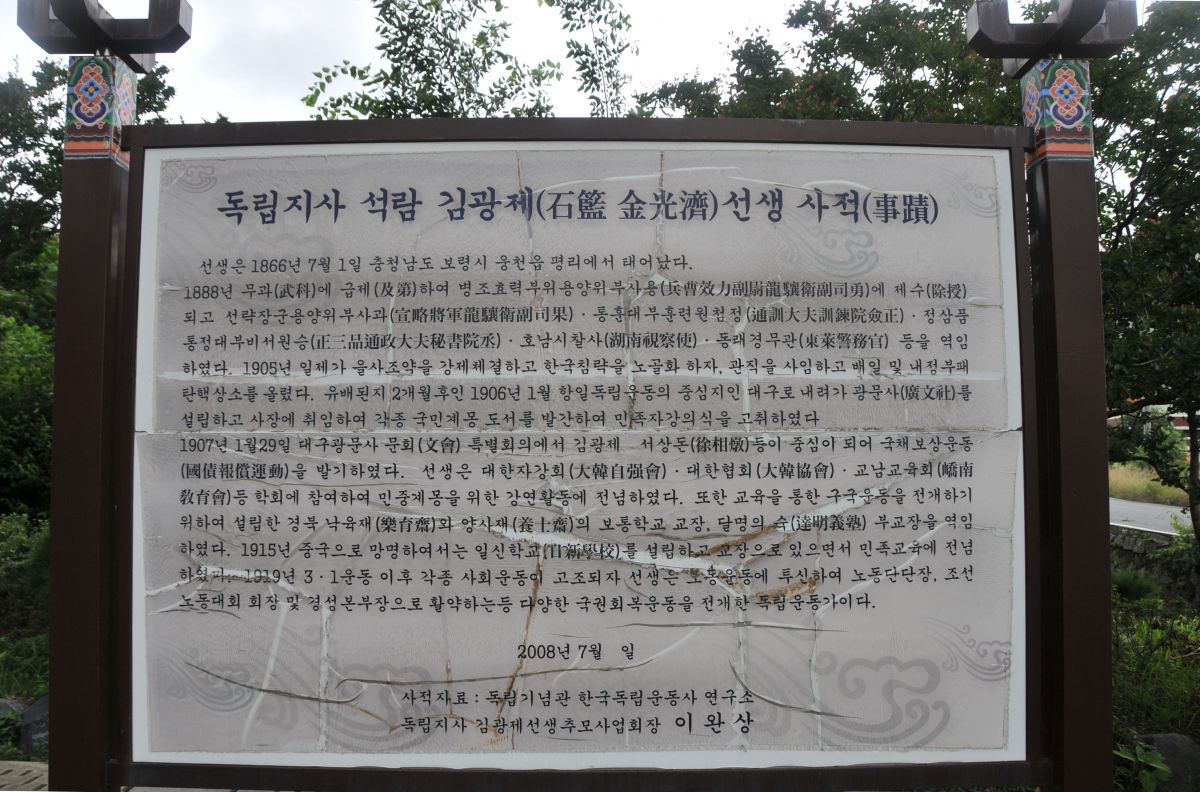 독립지사 석람 김광제(石籃 金光濟)선생 사적(事蹟)
선생은 1866년 7월 1일 충청남도 보령시 웅천읍 평리에서 태어났다.
1888년 무과(武科)에 급제(及第)하여 병조효력부위용양위부사용(兵曹效力副尉龍驤衛副司勇)에 제수(除授)
되고 선략장군용양위부사과(宣略將軍龍驤衛副司果)·통훈대부훈련원첨정(通訓大夫訓鍊院僉正)·정삼품
통정대부비서원승(正三品通政大夫秘書院丞)·호남시찰사(湖南視察使)·동래경무관(東萊警務官) 등을 역임
하였다. 1905년 일제가 을사조약을 강제체결하고 한국침략을 노골화 하자, 관직을 사임하고 배일 및 내정부패
탄핵상소를 올렸다. 유배된지 2개월후인 1906년 1월 항일독립운동의 중심지인 대구로 내려가 광문사(廣文社)를
설립하고 사장에 취임하여 각종 국민계몽 도서를 발간하여 민족자강의식을 고취하였다
1907년 1월29일 대구광문사 문회(文會) 특별회의에서 김광제 서상돈(徐相燉)등이 중심이 되어 국채보상운동
(國債報償運動)을 발기하였다. 선생은 대한자강회(大韓自强會)·대한협회(大韓協會)·교남교육회(嶠南
敎育會)등 학회에 참여하여 민중계몽을 위한 강연활동에 전념하였다. 또한 교육을 통한 구국운동을 전개하기
위하여 설립한 경북 낙육재(樂育齋)와 양사재(養士齋)의 보통학교 교장, 달명의숙(達明義塾) 부교장을 역임
하였다. 1915년 중국으로 망명하여서는 일신학교(日新學校)를 설립하고 교장으로 있으면서 민족교육에 전념
하였다. 1919년 3·1운동 이후 각종 사회운동이 고조되자 선생은 노동운동에 투신하여 노동단단장, 조선
노동대회 회장 및 경성본부장으로 활약하는등 다양한 국권회복운동을 전개한 독립운동가이다.
2008년 7월 일
사적자료 : 독립기념관 한국독립운동사 연구소
독립지사 김광제선생추모사업회장 이완상